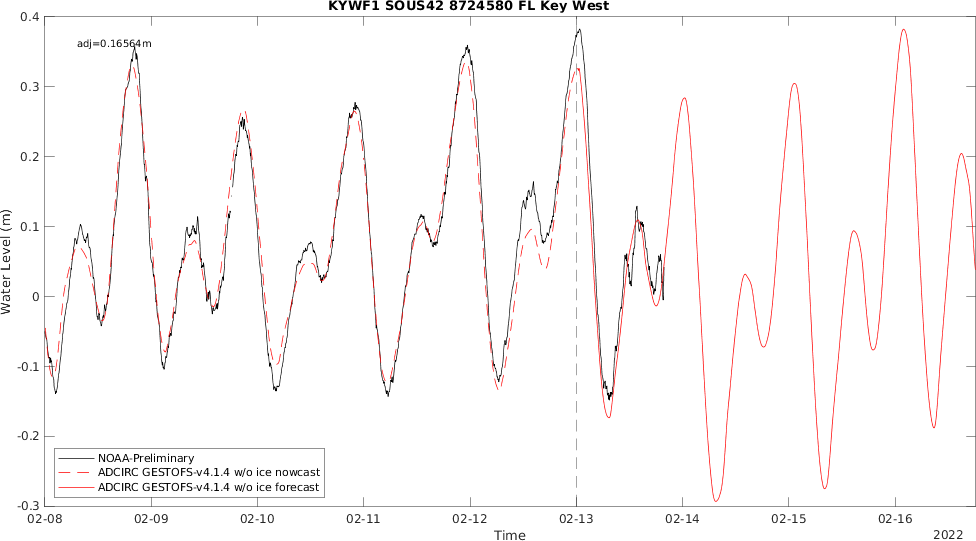 KYWF1 SOUS42 8724580 FL Key West
adj=0.16564m
0.4
0.3
0.2
0.1
0
-0.1
-0.2
-0.3
Water Level (m)
NOAA-Preliminary
ADCIRC GESTOFS-v4.1.4 w/o ice nowcast
ADCIRC GESTOFS-v4.1.4 w/o ice forecast
02-08 02-09 02-10 02-11 02-12 02-13 02-14 02-15 02-16
Time
2022